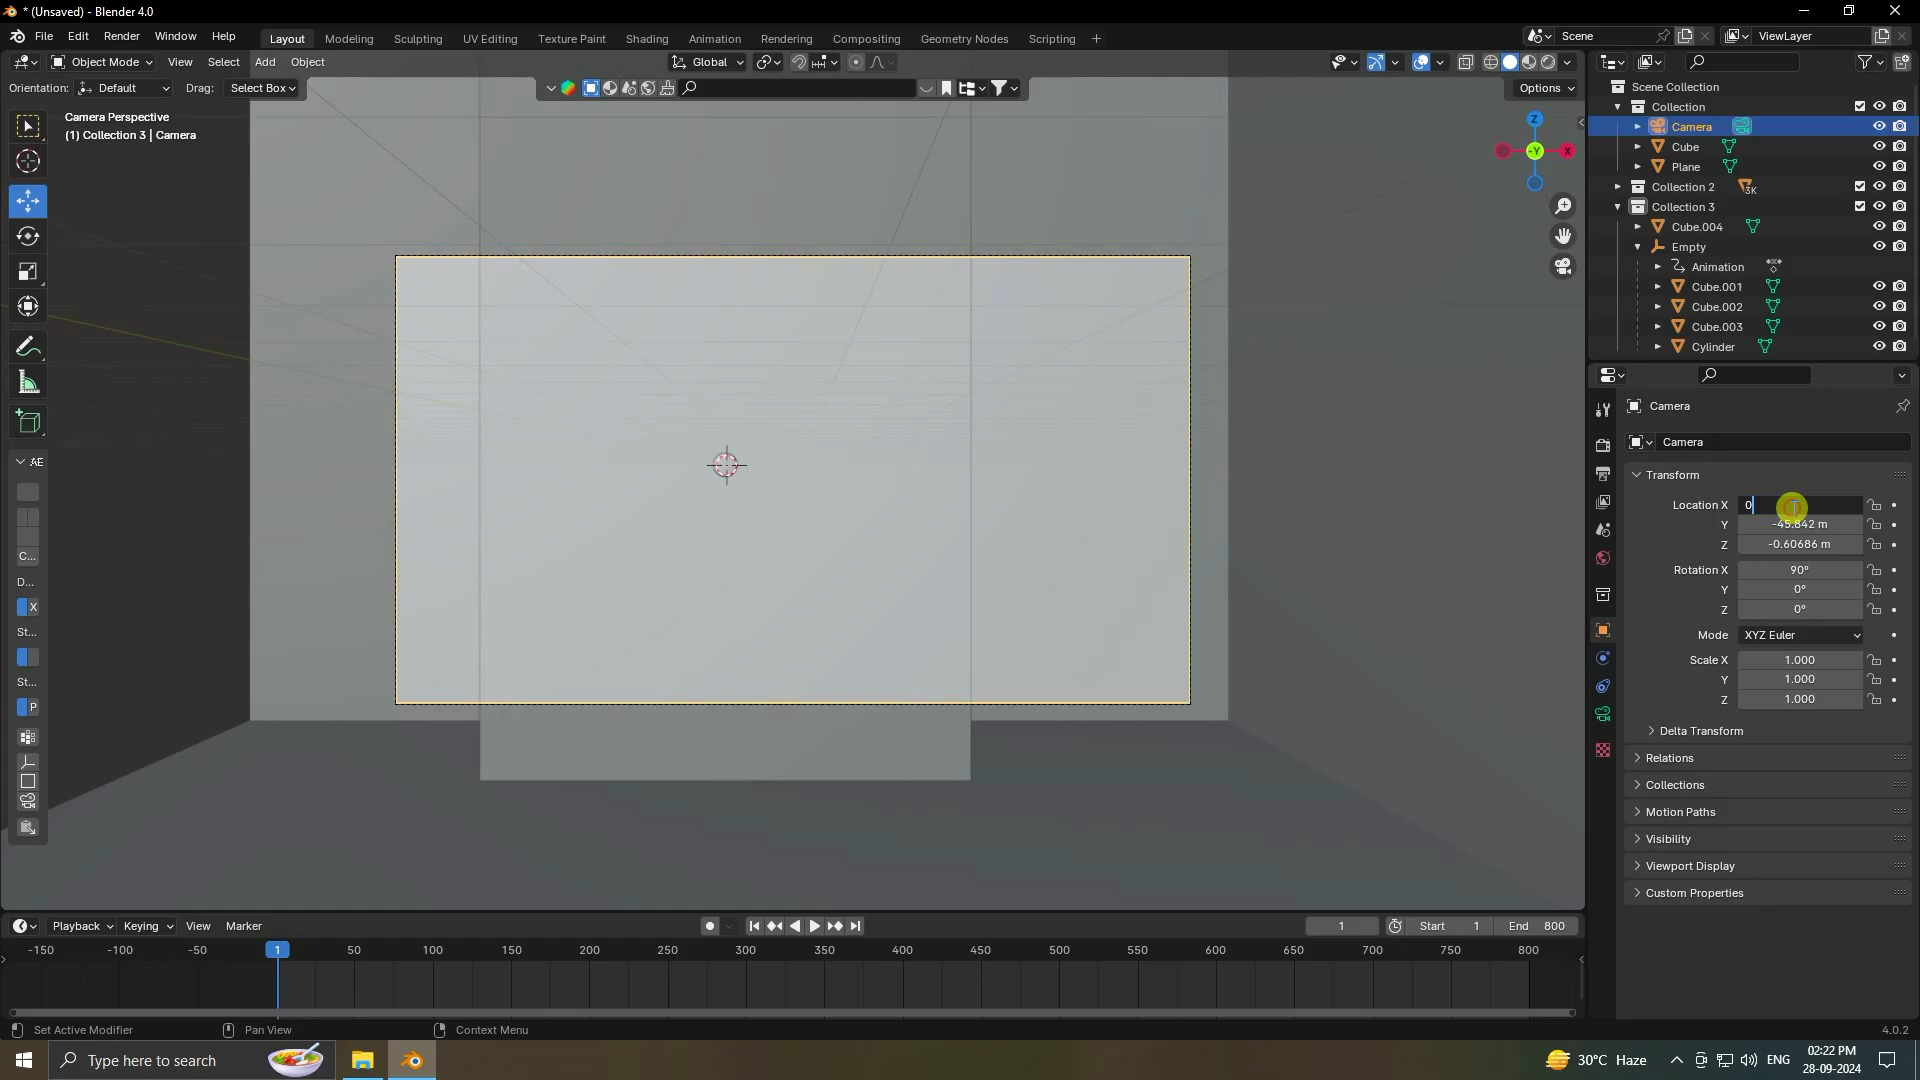 * (Unsaved) - Blender 4.0
File Edit Render Window Help
Layout Modeling Sculpting UV Editing Texture Paint Shading Animation Rendering Compositing Geometry Nodes Scripting +
Scene ViewLayer
Object Mode View Select Add Object Global
Orientation: Default Drag: Select Box Options
Camera Perspective
(1) Collection 3 | Camera
Z
-Y
X
Scene Collection
Collection
Camera
Cube
Plane
Collection 2 3K
Collection 3
Cube.004
Empty
Animation
Cube.001
Cube.002
Cube.003
Cylinder
AE
C...
D...
X
St...
St...
P
Camera
Camera
Transform
Location X 0
Y -45.842 m
Z -0.60686 m
Rotation X 90°
Y 0°
Z 0°
Mode XYZ Euler
Scale X 1.000
Y 1.000
Z 1.000
Delta Transform
Relations
Collections
Motion Paths
Visibility
Viewport Display
Custom Properties
Playback Keying View Marker 1 Start 1 End 800
-150 -100 -50 1 50 100 150 200 250 300 350 400 450 500 550 600 650 700 750 800
Set Active Modifier Pan View Context Menu 4.0.2
Type here to search 30°C Haze ENG 02:22 PM
28-09-2024